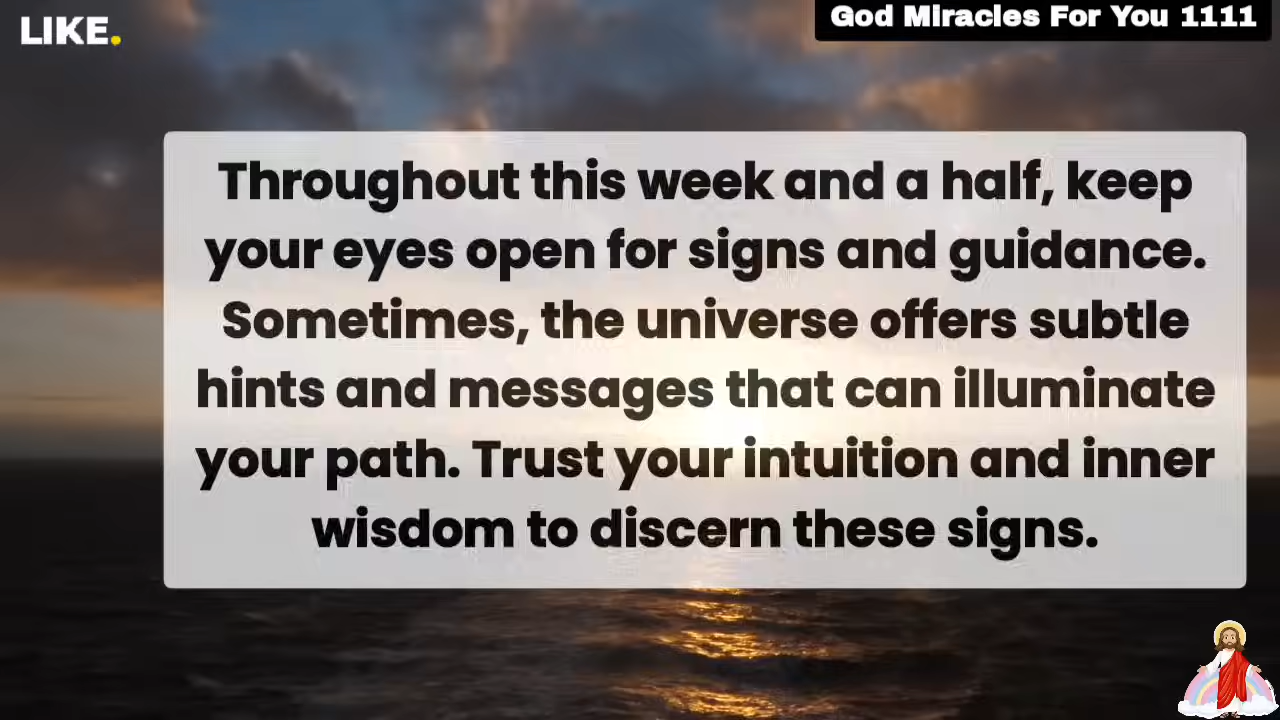 LIKE.
God Miracles For You 1111
Throughout this week and a half, keep
your eyes open for signs and guidance.
Sometimes, the universe offers subtle
hints and messages that can illuminate
your path. Trust your intuition and inner
wisdom to discern these signs.